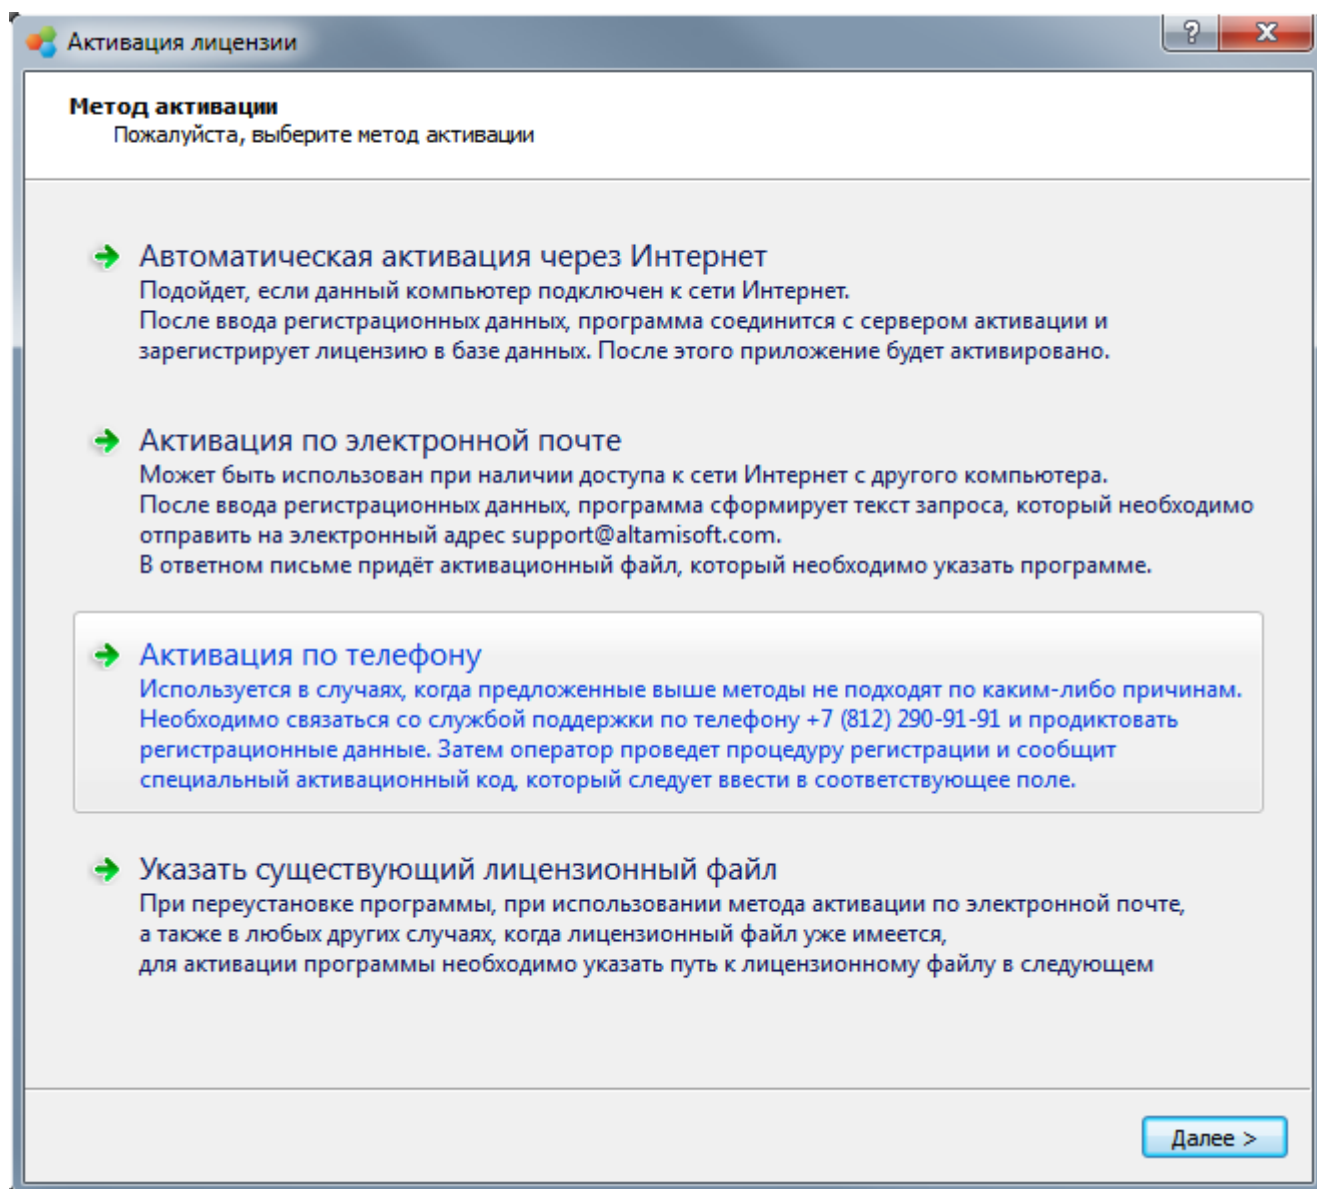 Активация лицензии
Метод активации
Пожалуйста, выберите метод активации
Автоматическая активация через Интернет
Подойдет, если данный компьютер подключен к сети Интернет.
После ввода регистрационных данных, программа соединится с сервером активации и
зарегистрирует лицензию в базе данных. После этого приложение будет активировано.
Активация по электронной почте
Может быть использован при наличии доступа к сети Интернет с другого компьютера.
После ввода регистрационных данных, программа сформирует текст запроса, который необходимо
отправить на электронный адрес support@altamisoft.com.
В ответном письме придёт активационный файл, который необходимо указать программе.
Активация по телефону
Используется в случаях, когда предложенные выше методы не подходят по каким-либо причинам.
Необходимо связаться со службой поддержки по телефону +7 (812) 290-91-91 и продиктовать
регистрационные данные. Затем оператор проведет процедуру регистрации и сообщит
специальный активационный код, который следует ввести в соответствующее поле.
Указать существующий лицензионный файл
При переустановке программы, при использовании метода активации по электронной почте,
а также в любых других случаях, когда лицензионный файл уже имеется,
для активации программы необходимо указать путь к лицензионному файлу в следующем
Далее >